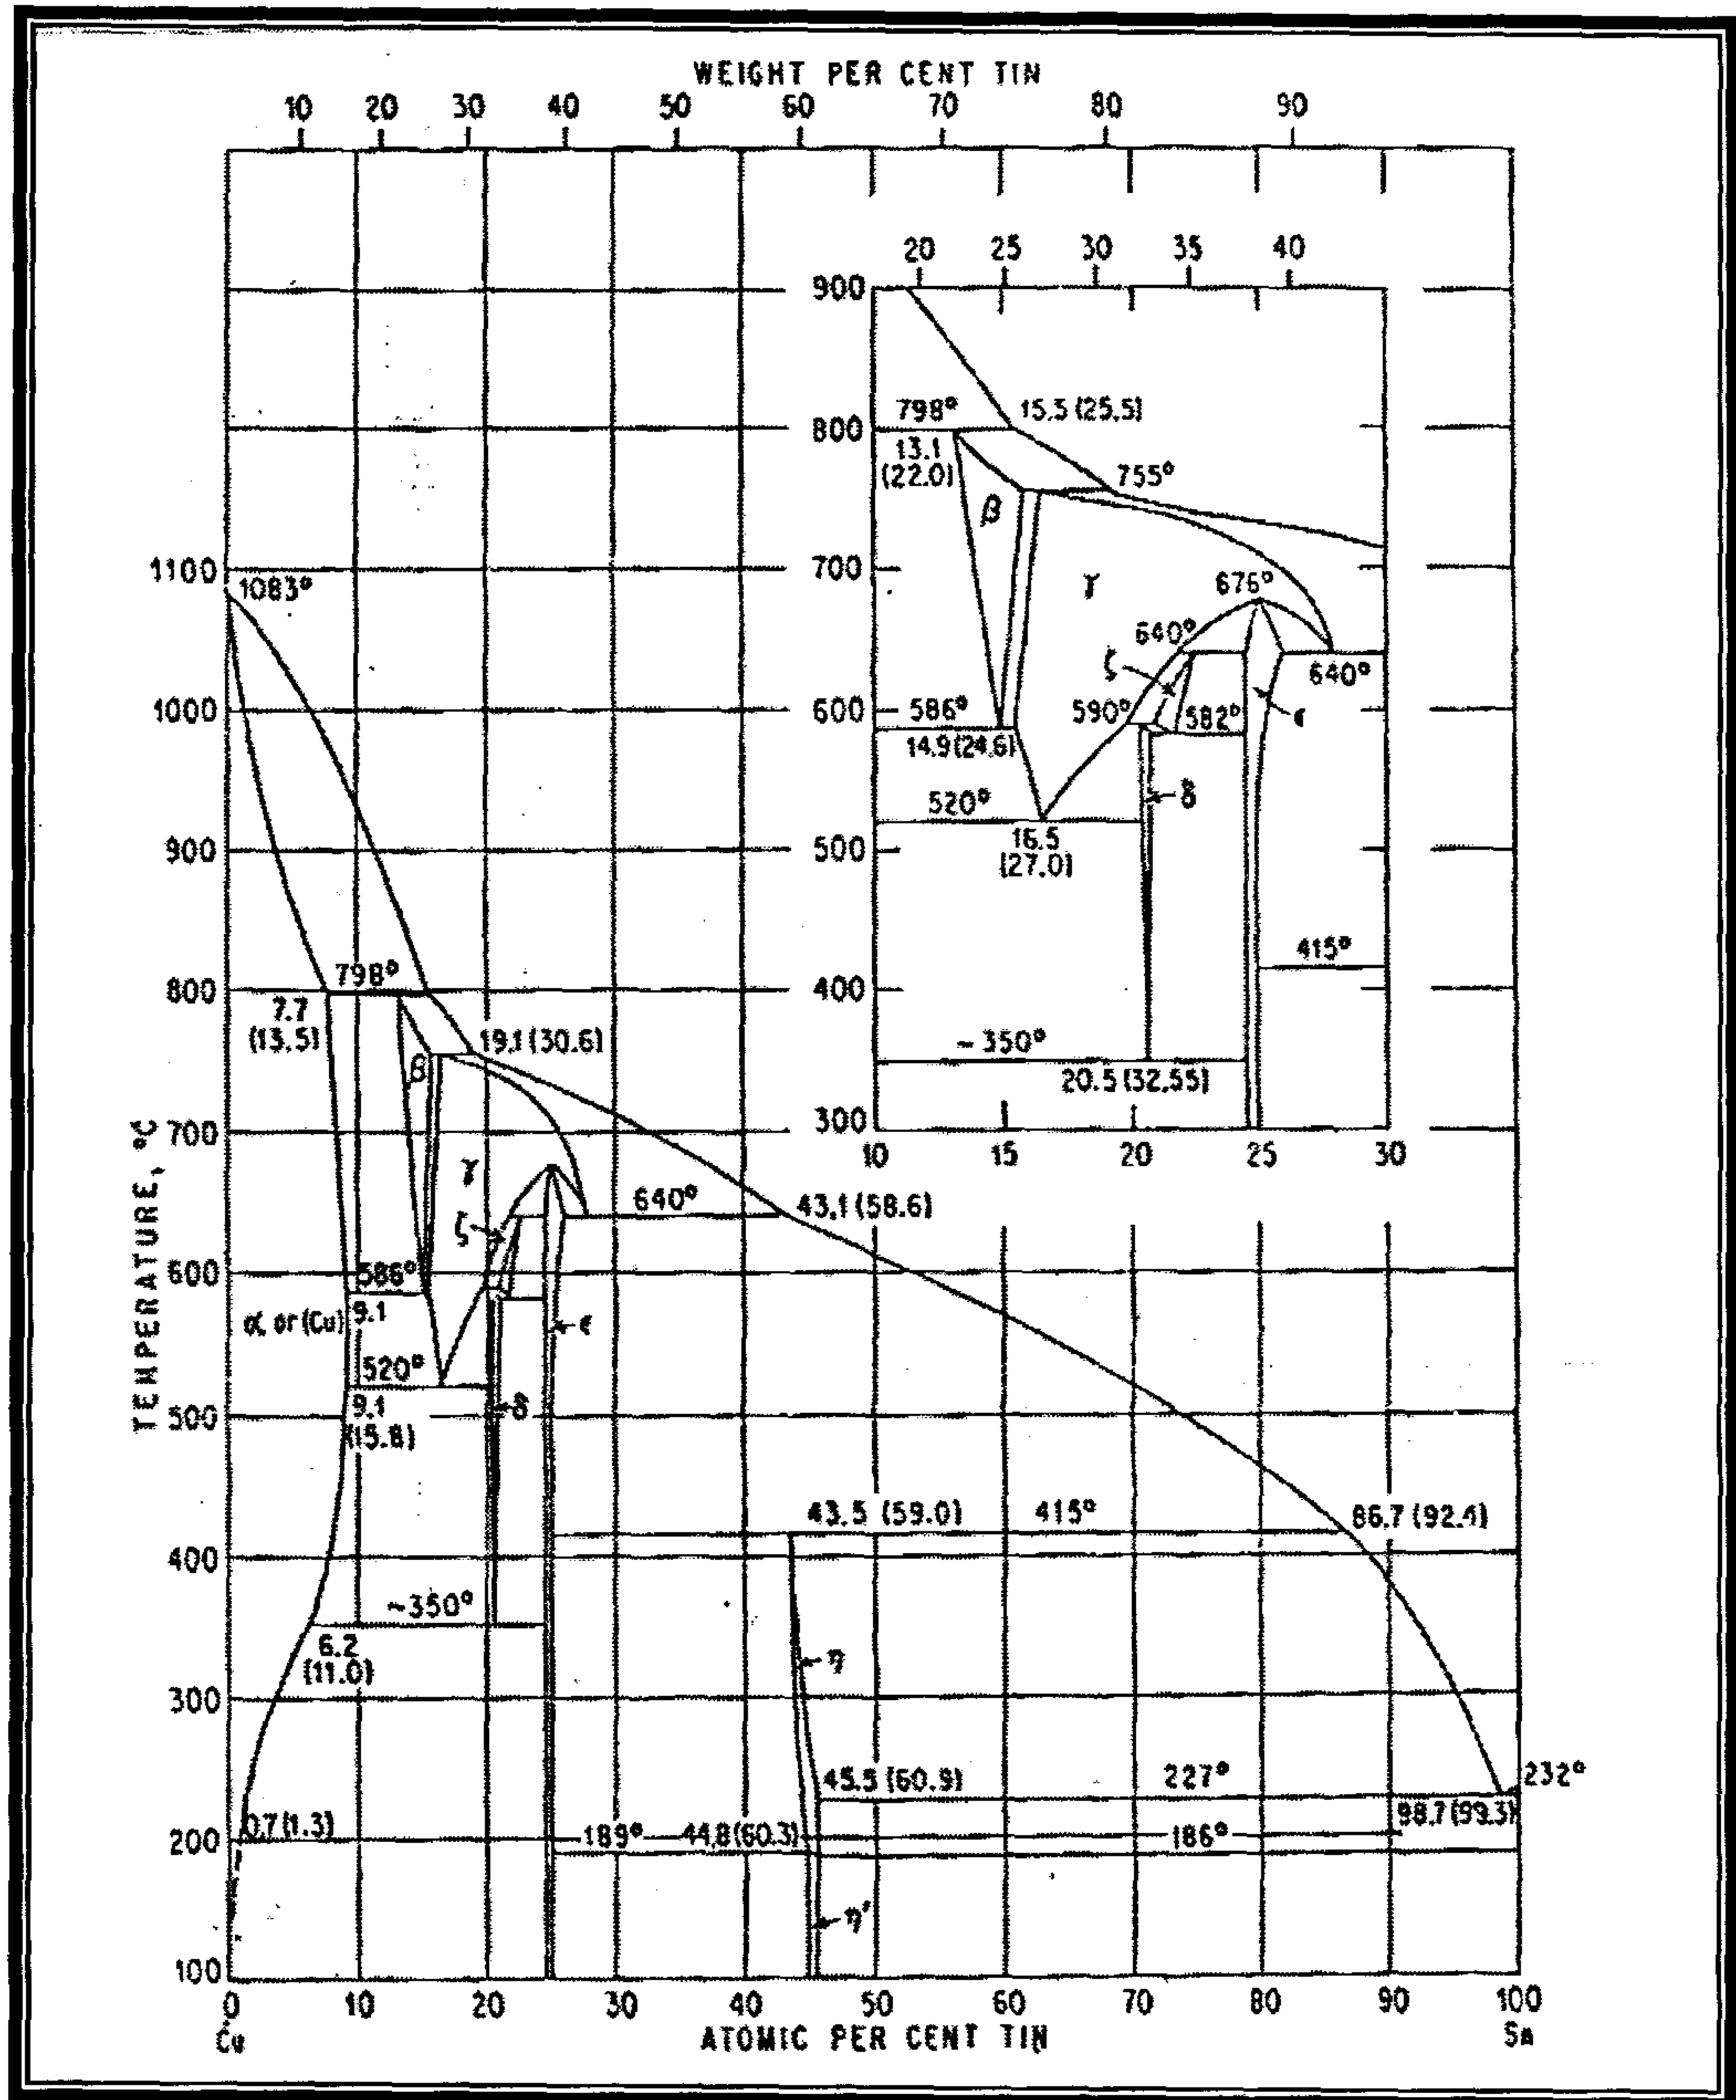 WEIGHT PER CENT TIN
10 20 30 40 50 60 70 80 90
20 25 30 35 40
900
798° 15.5 (25.5)
800
13.1
(22.0)
755°
β
700
γ
676°
640°
ζ
640°
600
586°
590°
582°
ϵ
14.9 (24.6)
520°
δ
16.5
(27.0)
500
415°
400
~350°
20.5 (32.55)
300
10 15 20 25 30
1100
1083°
1000
900
800
798°
7.7
(13.5)
19.1 (30.6)
β
700
γ
640°
43.1 (58.6)
ζ
600
586°
α or (Cu)
9.1
ϵ
520°
500
9.1
(15.8)
δ
43.5 (59.0) 415° 86.7 (92.4)
400
~350°
6.2
(11.0)
η
300
45.5 (60.9) 227° 232°
98.7 (99.3)
200
0.7 (1.3)
189° 44.8 (60.3) 186°
η'
100
TEMPERATURE, °C
0 10 20 30 40 50 60 70 80 90 100
Cu ATOMIC PER CENT TIN Sn